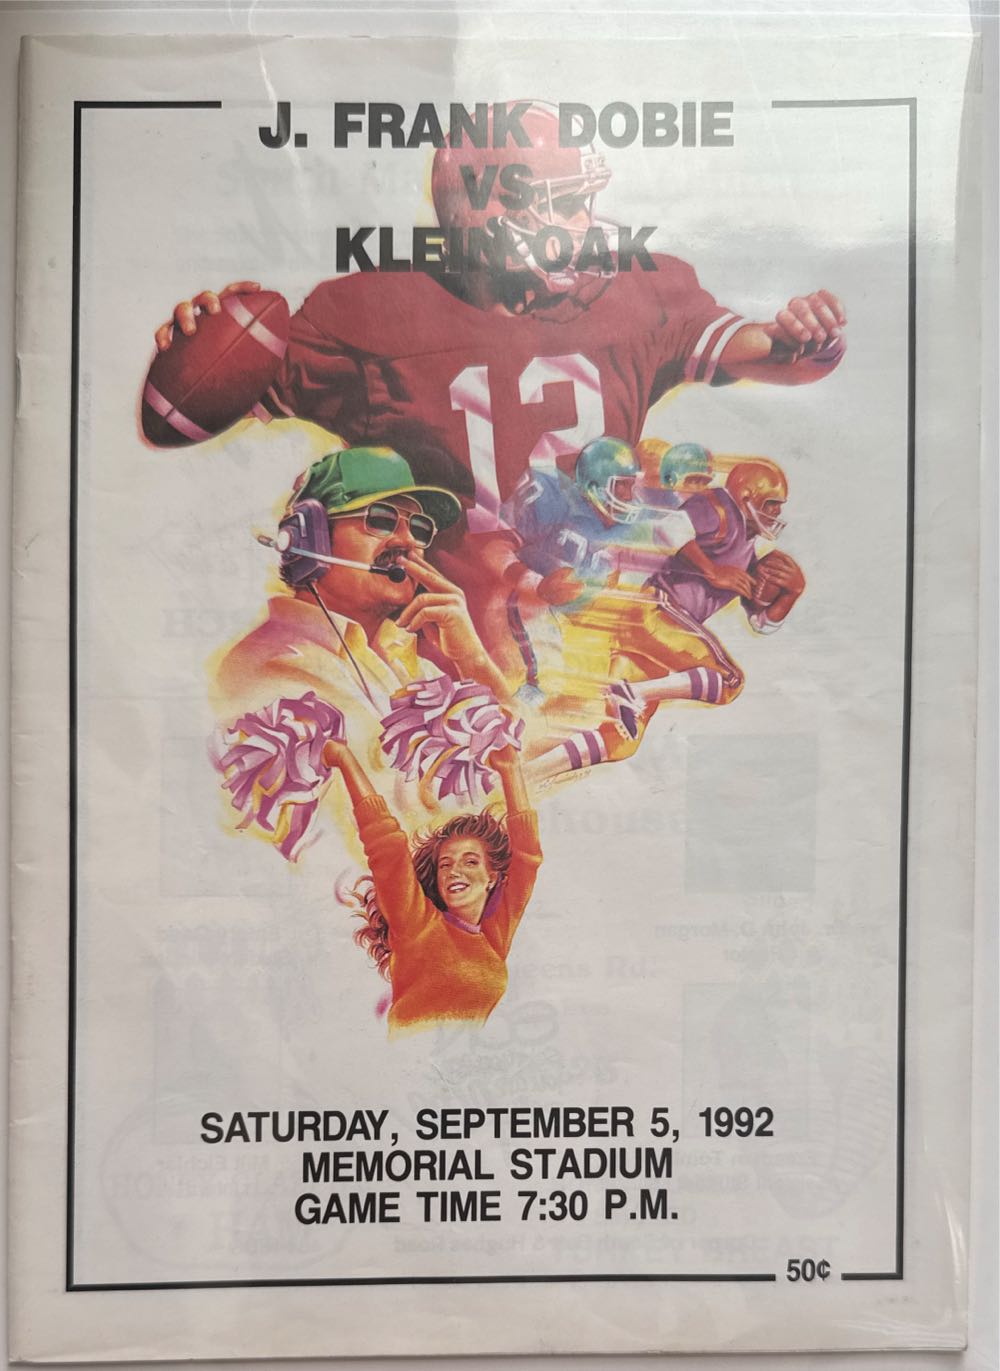 J. FRANK DOBIE
VS.
KLEIN OAK
12
SATURDAY, SEPTEMBER 5, 1992
MEMORIAL STADIUM
GAME TIME 7:30 P.M.
50¢